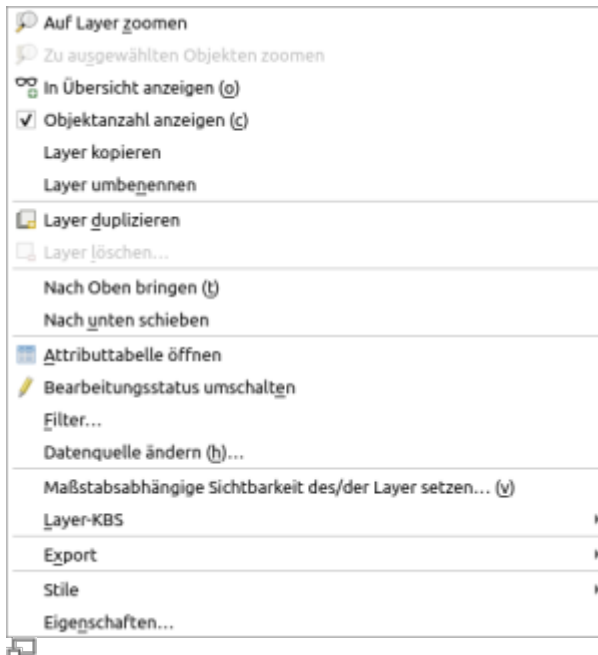 Auf Layer zoomen
Zu ausgewählten Objekten zoomen
In Übersicht anzeigen (o)
Objektanzahl anzeigen (c)
Layer kopieren
Layer umbenennen
Layer duplizieren
Layer löschen…
Nach Oben bringen (t)
Nach unten schieben
Attributtabelle öffnen
Bearbeitungsstatus umschalten
Filter…
Datenquelle ändern (h)…
Maßstabsabhängige Sichtbarkeit des/der Layer setzen… (v)
Layer-KBS
Export
Stile
Eigenschaften…